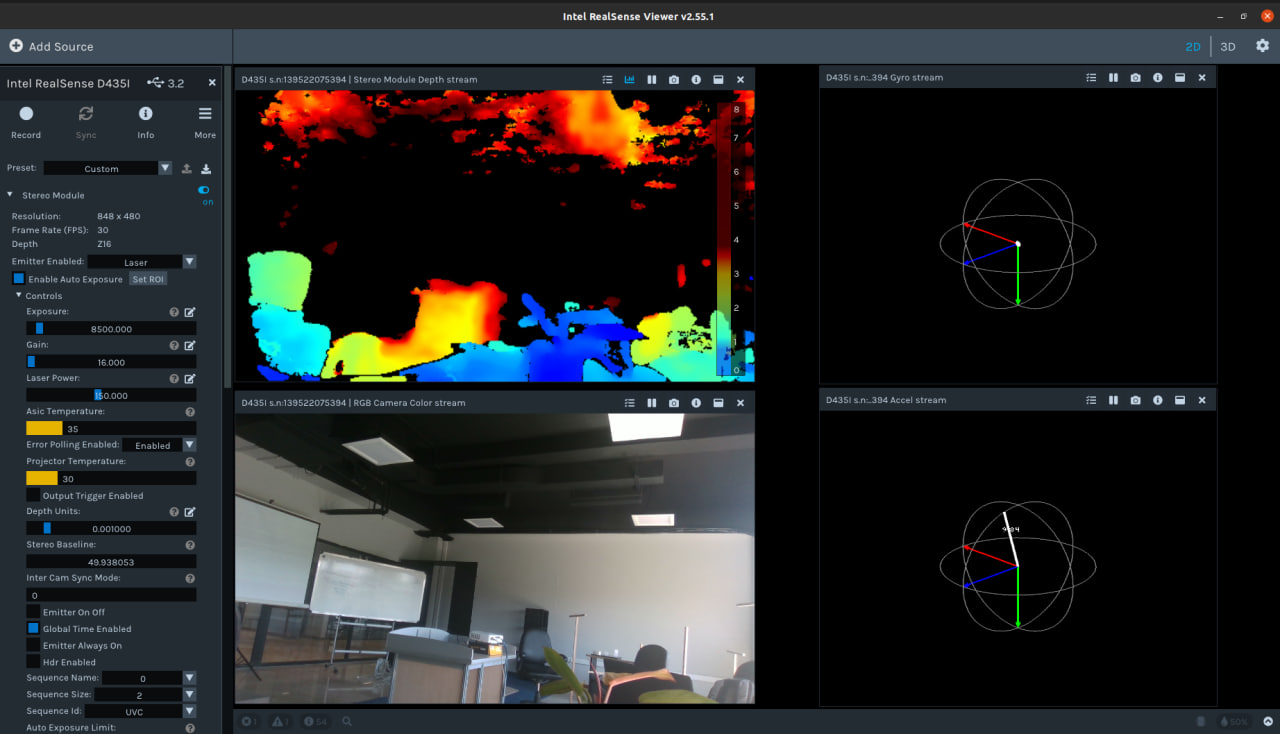 Intel RealSense Viewer v2.55.1
Add Source
2D
3D
Intel RealSense D435I
3.2
Record
Sync
Info
More
Preset:
Custom
Stereo Module
on
Resolution: 848 x 480
Frame Rate (FPS): 30
Depth Z16
Emitter Enabled: Laser
Enable Auto Exposure Set ROI
Controls
Exposure:
8500.000
Gain:
16.000
Laser Power:
150.000
Asic Temperature:
35
Error Polling Enabled: Enabled
Projector Temperature:
30
Output Trigger Enabled
Depth Units:
0.001000
Stereo Baseline:
49.938053
Inter Cam Sync Mode:
0
Emitter On Off
Global Time Enabled
Emitter Always On
Hdr Enabled
Sequence Name: 0
Sequence Size: 2
Sequence Id: UVC
Auto Exposure Limit:
D435I s.n:139522075394 | Stereo Module Depth stream
8
7
6
5
4
3
2
1
0
D435I s.n:..394 Gyro stream
D435I s.n:139522075394 | RGB Camera Color stream
D435I s.n:..394 Accel stream
54
50%